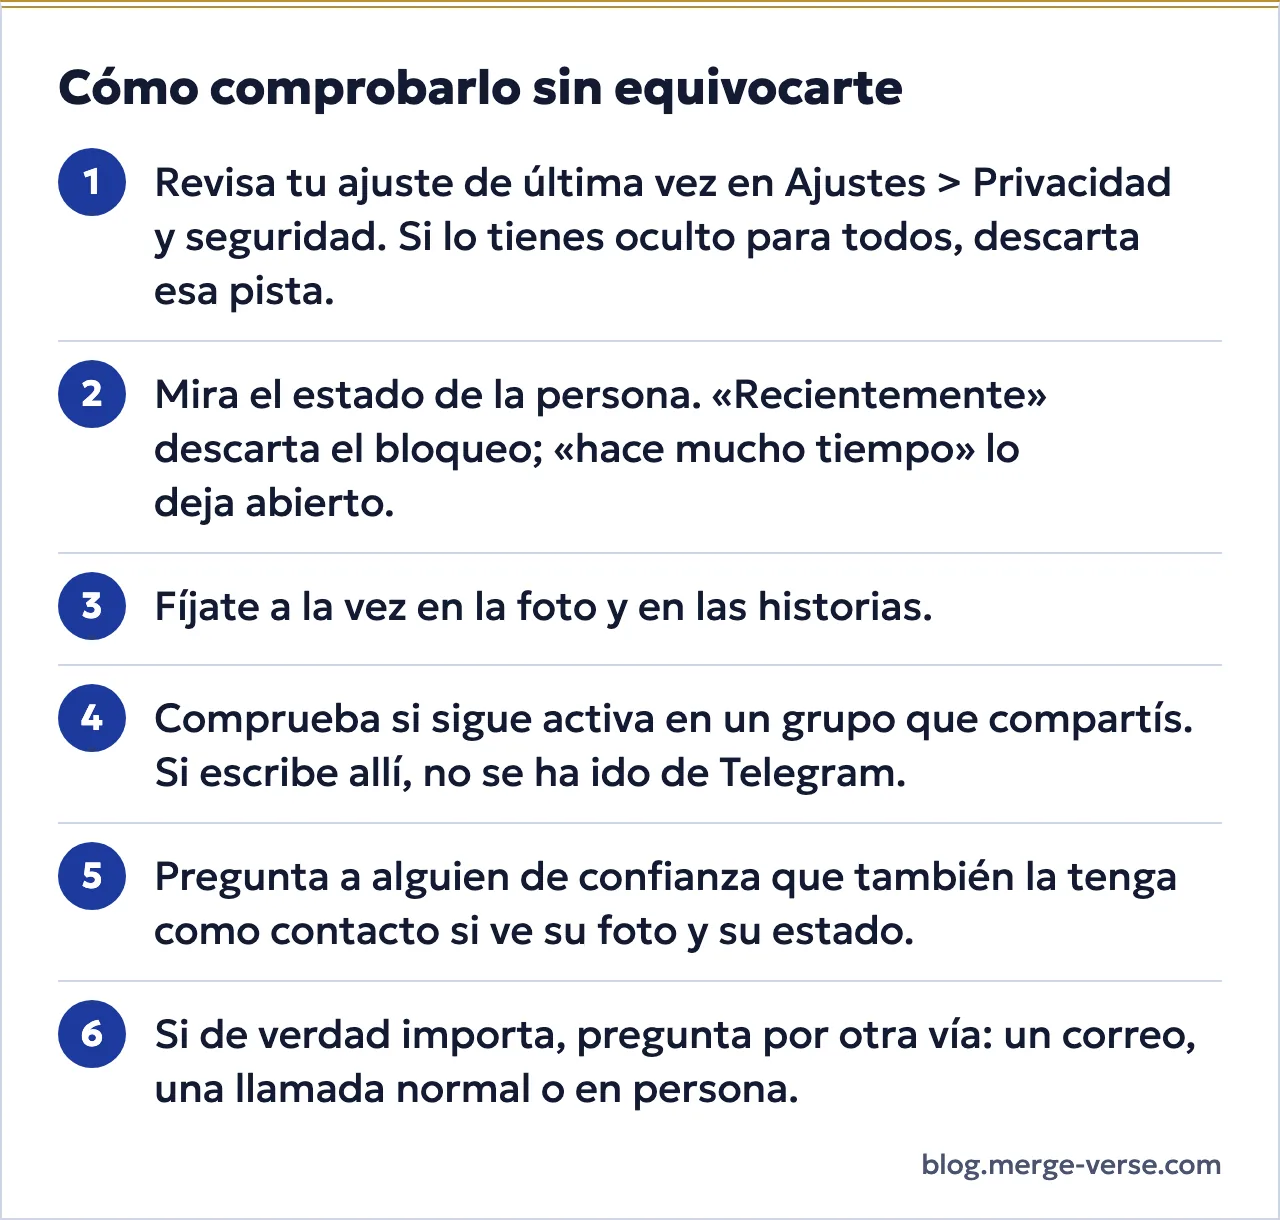 Cómo comprobarlo sin equivocarte
1 Revisa tu ajuste de última vez en Ajustes > Privacidad
y seguridad. Si lo tienes oculto para todos, descarta
esa pista.
2 Mira el estado de la persona. «Recientemente»
descarta el bloqueo; «hace mucho tiempo» lo
deja abierto.
3 Fíjate a la vez en la foto y en las historias.
4 Comprueba si sigue activa en un grupo que compartís.
Si escribe allí, no se ha ido de Telegram.
5 Pregunta a alguien de confianza que también la tenga
como contacto si ve su foto y su estado.
6 Si de verdad importa, pregunta por otra vía: un correo,
una llamada normal o en persona.
blog.merge-verse.com